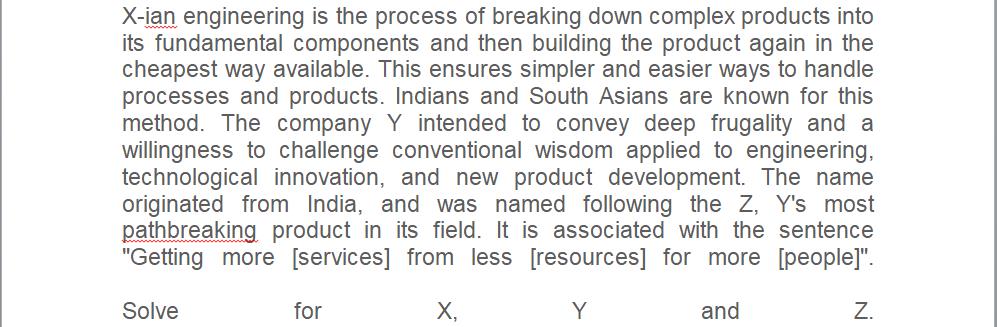 X-ian engineering is the process of breaking down complex products into
its fundamental components and then building the product again in the
cheapest way available. This ensures simpler and easier ways to handle
processes and products. Indians and South Asians are known for this
method. The company Y intended to convey deep frugality and a
willingness to challenge conventional wisdom applied to engineering,
technological innovation, and new product development. The name
originated from India, and was named following the Z, Y's most
pathbreaking product in its field. It is associated with the sentence
"Getting more [services] from less [resources] for more [people]".
Solve for X, Y and Z.